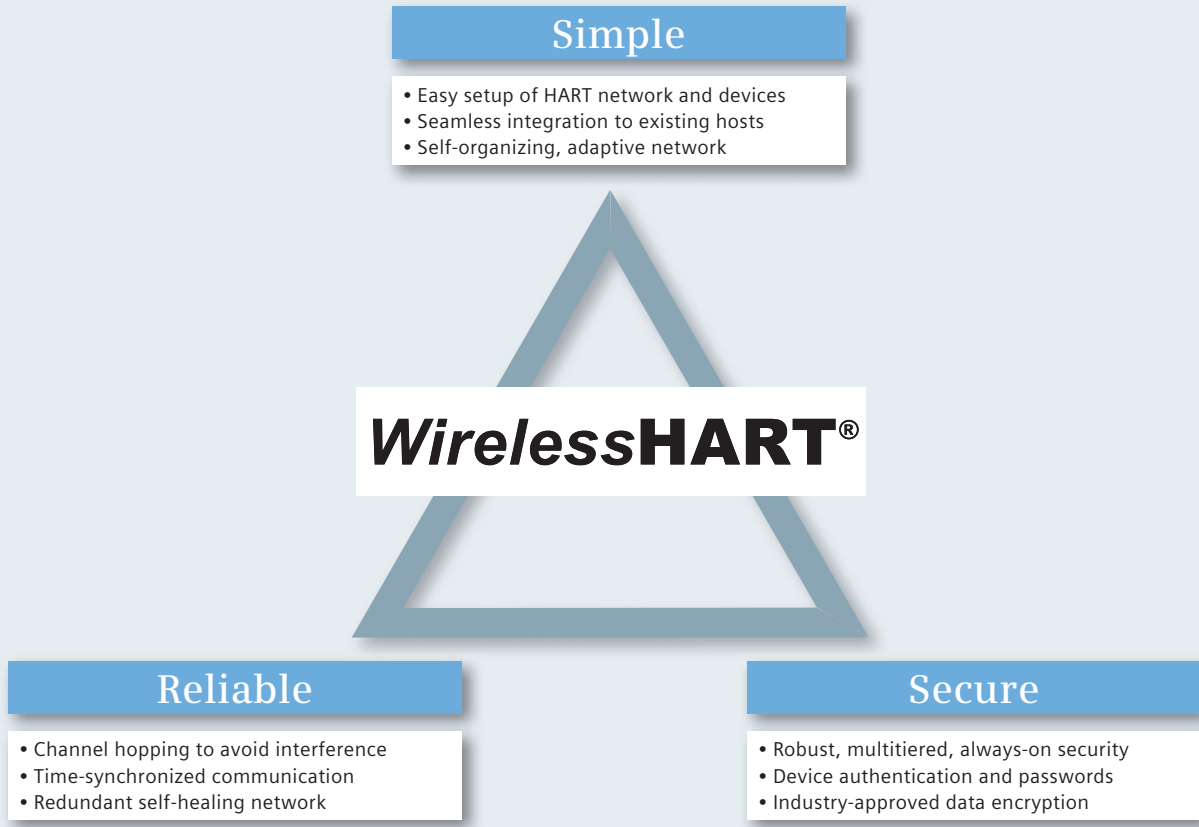 Simple
• Easy setup of HART network and devices
• Seamless integration to existing hosts
• Self-organizing, adaptive network
WirelessHART®
Reliable
• Channel hopping to avoid interference
• Time-synchronized communication
• Redundant self-healing network
Secure
• Robust, multitiered, always-on security
• Device authentication and passwords
• Industry-approved data encryption